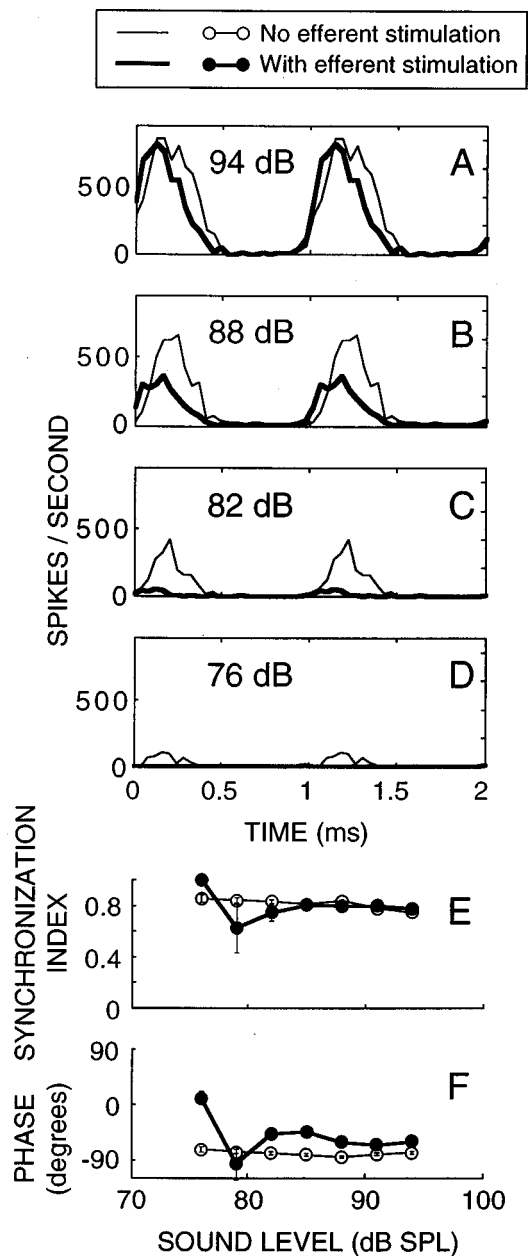 No efferent stimulation
With efferent stimulation
94 dB
A
500
0
88 dB
B
500
0
82 dB
C
500
0
76 dB
D
500
0
SPIKES / SECOND
0 0.5 1 1.5 2
TIME (ms)
SYNCHRONIZATION
INDEX
0.8
0.4
0
E
PHASE
(degrees)
90
0
-90
F
70 80 90 100
SOUND LEVEL (dB SPL)